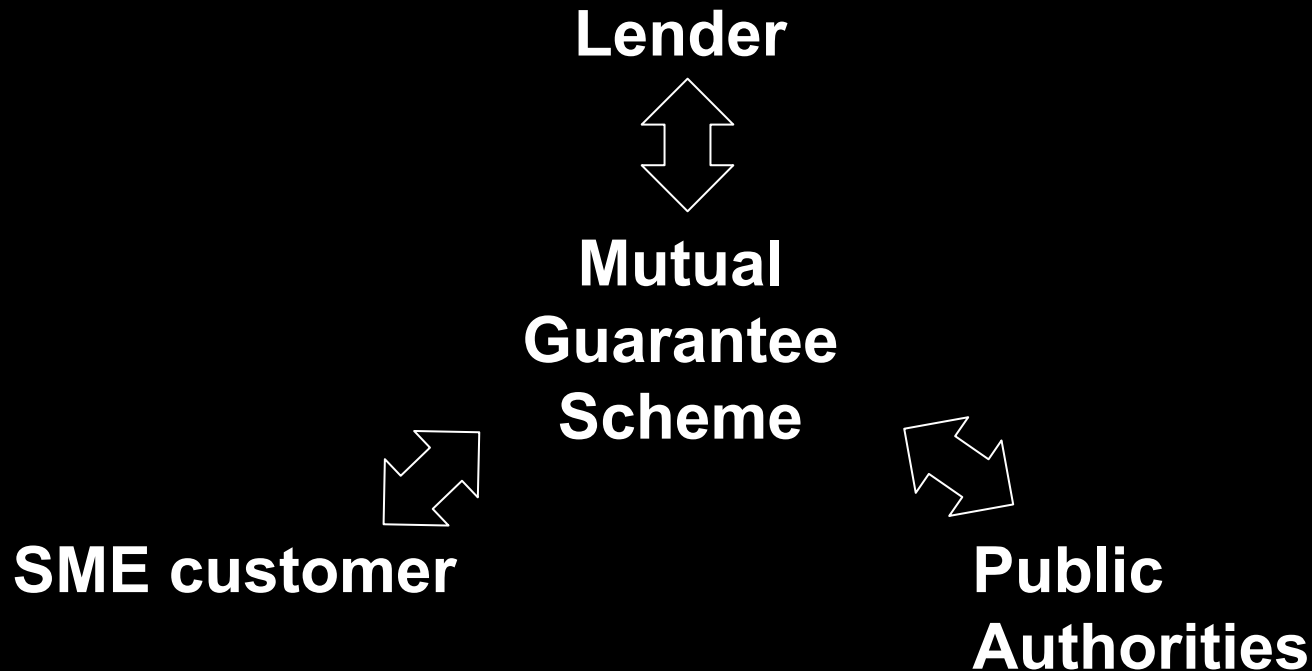 Lender
Mutual
Guarantee
Scheme
SME customer
Public
Authorities